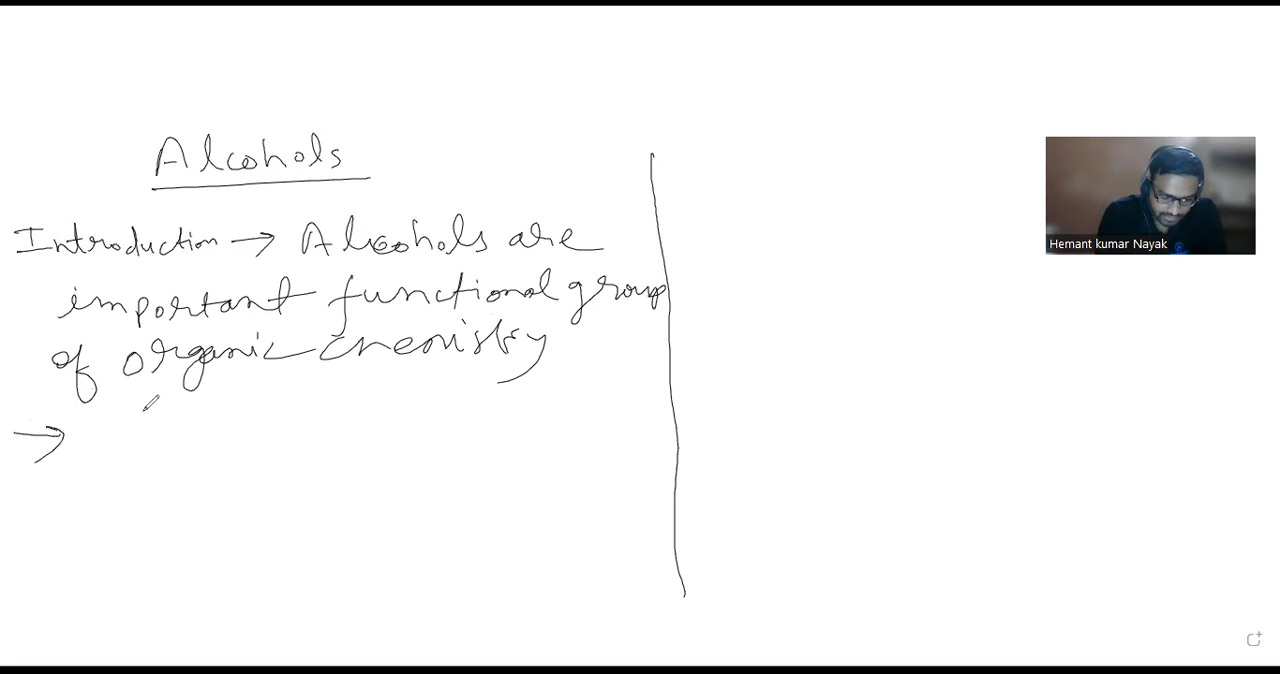 Alcohols
Introduction → Alcohols are
important functional group
of organic chemistry
→
Hemant kumar Nayak